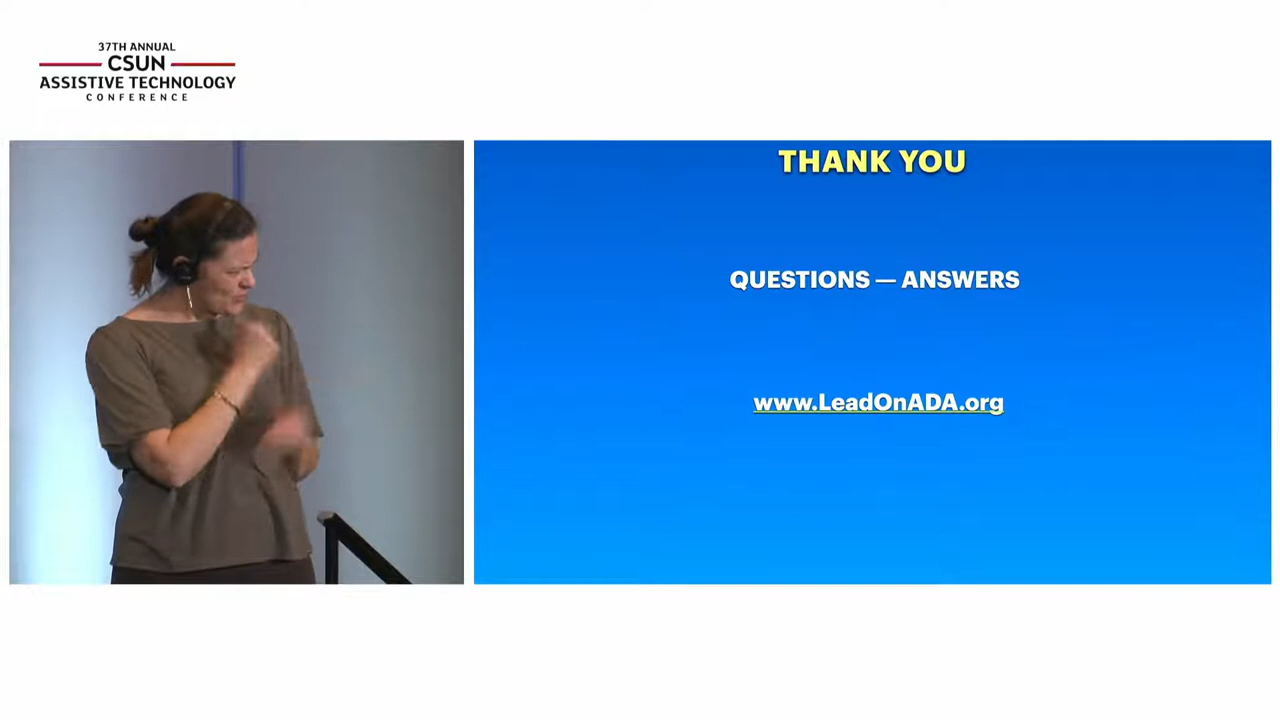 37TH ANNUAL
CSUN
ASSISTIVE TECHNOLOGY
CONFERENCE
THANK YOU
QUESTIONS — ANSWERS
www.LeadOnADA.org